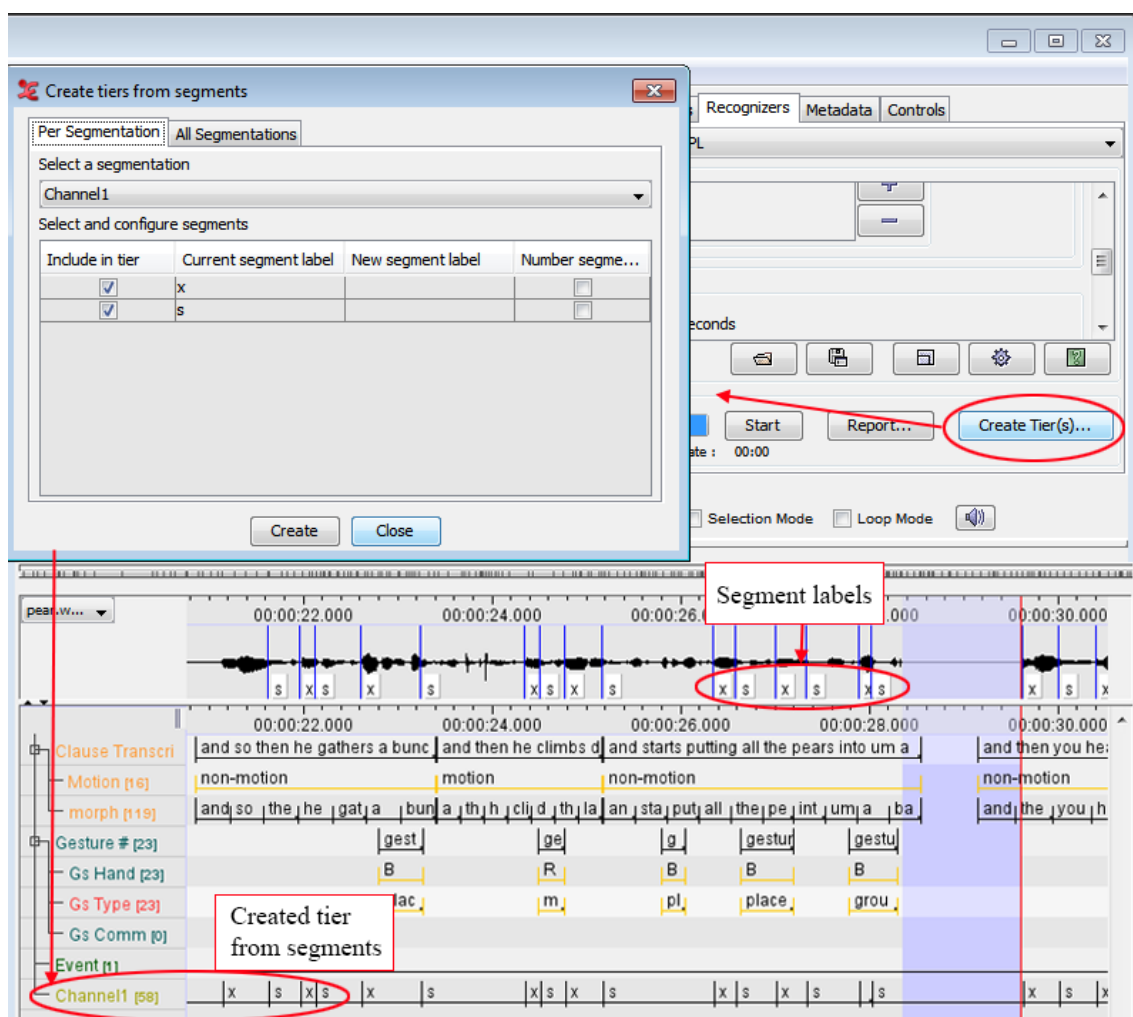 Create tiers from segments
Per Segmentation All Segmentations
Select a segmentation
Channel1
Select and configure segments
Include in tier Current segment label New segment label Number segme...
x
s
Create Close
Recognizers Metadata Controls
PL
econds
Start Report... Create Tier(s)...
ate : 00:00
Selection Mode Loop Mode
Segment labels
pear.w...
00:00:22.000 00:00:24.000 00:00:26.0 .000 00:00:30.000
s x s x s x s x s x s x s x s x s x
00:00:22.000 00:00:24.000 00:00:26.000 00:00:28.000 00:00:30.000
Clause Transcri and so then he gathers a bunc and then he climbs d and starts putting all the pears into um a and then you hea
Motion [16] non-motion motion non-motion non-motion
morph [119] and so the he gat a bun a th h cli d th la an sta put all the pe int um a ba and the you h
Gesture # [23] gest ge g gestur gestu
Gs Hand [23] B R B B B
Gs Type [23] lac m pl place grou
Gs Comm [0]
Created tier
from segments
Event [1]
Channel1 [58] x s x s x s x s x s x s x s s x s x